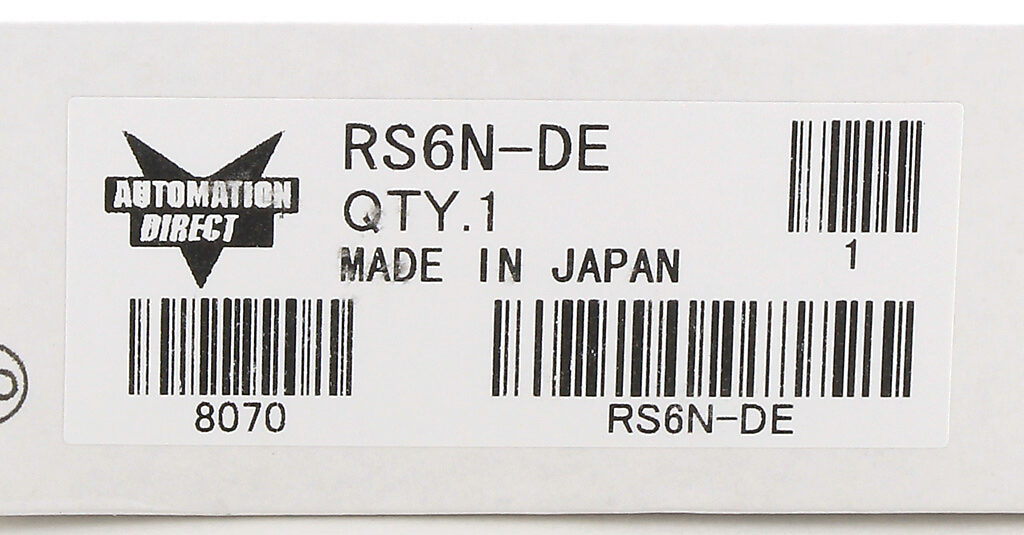 AUTOMATION
DIRECT
RS6N-DE
QTY.1
MADE IN JAPAN
1
8070
RS6N-DE